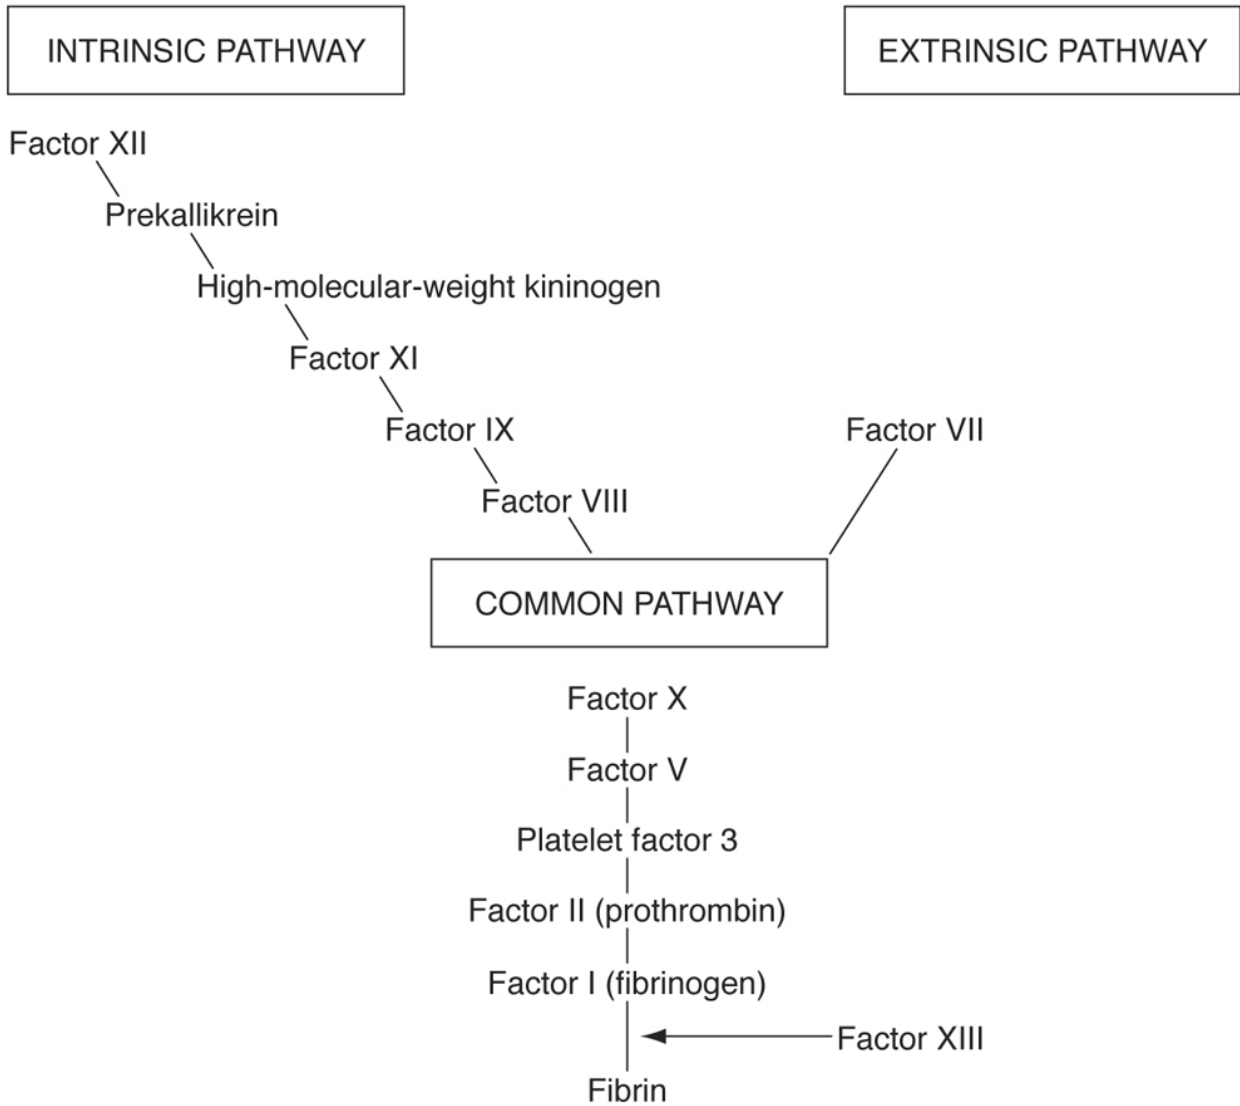 INTRINSIC PATHWAY
EXTRINSIC PATHWAY
Factor XII
Prekallikrein
High-molecular-weight kininogen
Factor XI
Factor IX
Factor VII
Factor VIII
COMMON PATHWAY
Factor X
Factor V
Platelet factor 3
Factor II (prothrombin)
Factor I (fibrinogen)
Factor XIII
Fibrin